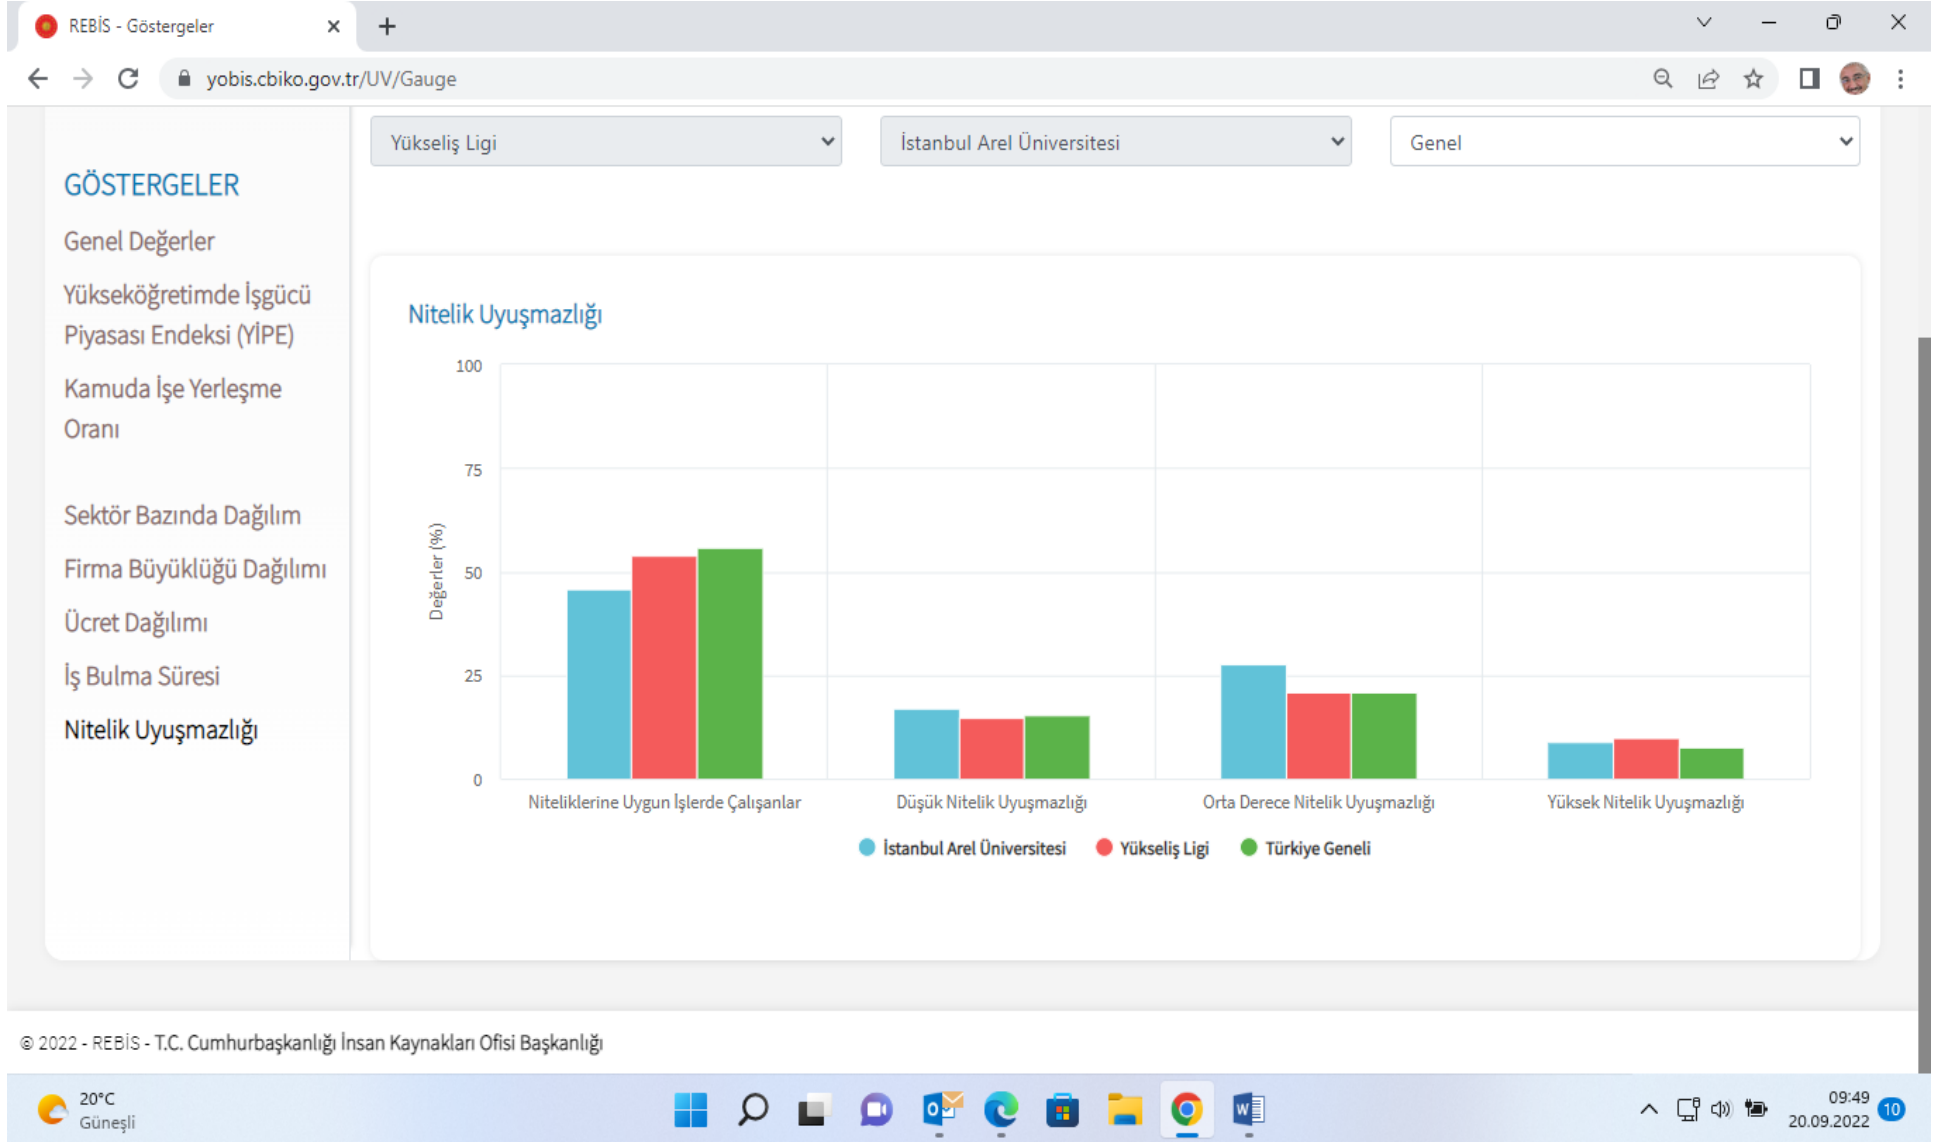 REBİS - Göstergeler
yobis.cbiko.gov.tr/UV/Gauge
Yükseliş Ligi
İstanbul Arel Üniversitesi
Genel
GÖSTERGELER
Genel Değerler
Yükseköğretimde İşgücü
Piyasası Endeksi (YİPE)
Kamuda İşe Yerleşme
Oranı
Sektör Bazında Dağılım
Firma Büyüklüğü Dağılımı
Ücret Dağılımı
İş Bulma Süresi
Nitelik Uyuşmazlığı
Nitelik Uyuşmazlığı
Değerler (%)
100
75
50
25
0
Niteliklerine Uygun İşlerde Çalışanlar
Düşük Nitelik Uyuşmazlığı
Orta Derece Nitelik Uyuşmazlığı
Yüksek Nitelik Uyuşmazlığı
İstanbul Arel Üniversitesi
Yükseliş Ligi
Türkiye Geneli
© 2022 - REBİS - T.C. Cumhurbaşkanlığı İnsan Kaynakları Ofisi Başkanlığı
20°C
Güneşli
09:49
20.09.2022
10